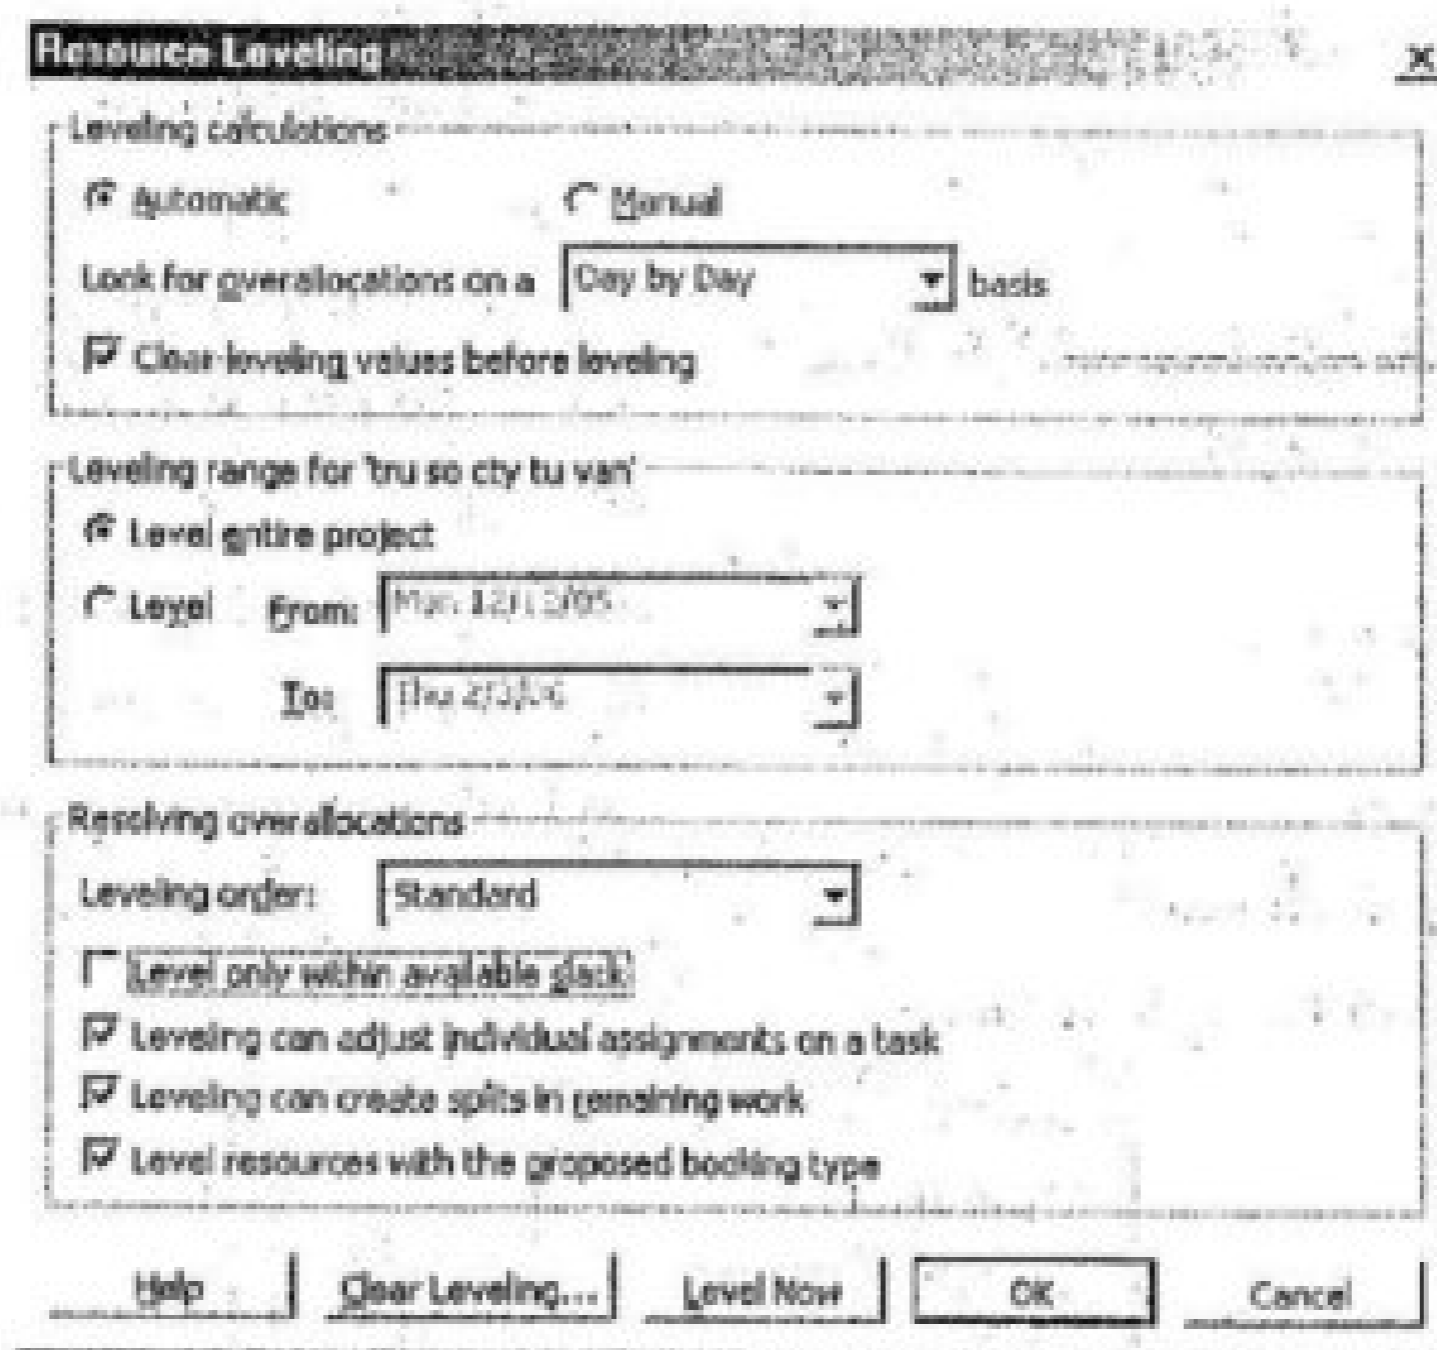 Resource Leveling
Leveling calculations
Automatic Manual
Look for overallocations on a Day by Day basis
Clear leveling values before leveling
Leveling range for 'tru so cty tu van'
Level entire project
Level From:
To:
Resolving overallocations
Leveling order: Standard
Level only within available slack
Leveling can adjust individual assignments on a task
Leveling can create splits in remaining work
Level resources with the proposed booking type
Help Clear Leveling... Level Now OK Cancel